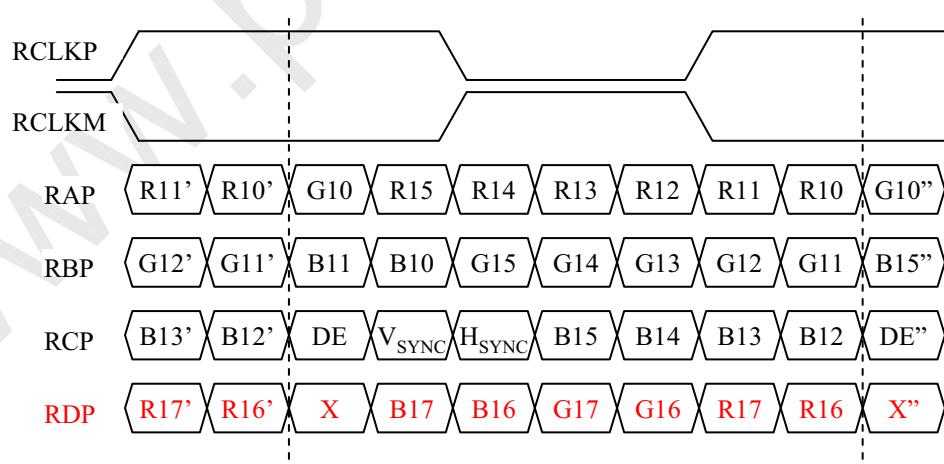 RCLKP
RCLKM
RAP R11’ R10’ G10 R15 R14 R13 R12 R11 R10 G10”
RBP G12’ G11’ B11 B10 G15 G14 G13 G12 G11 B15”
RCP B13’ B12’ DE VSYNC HSYNC B15 B14 B13 B12 DE”
RDP R17’ R16’ X B17 B16 G17 G16 R17 R16 X”